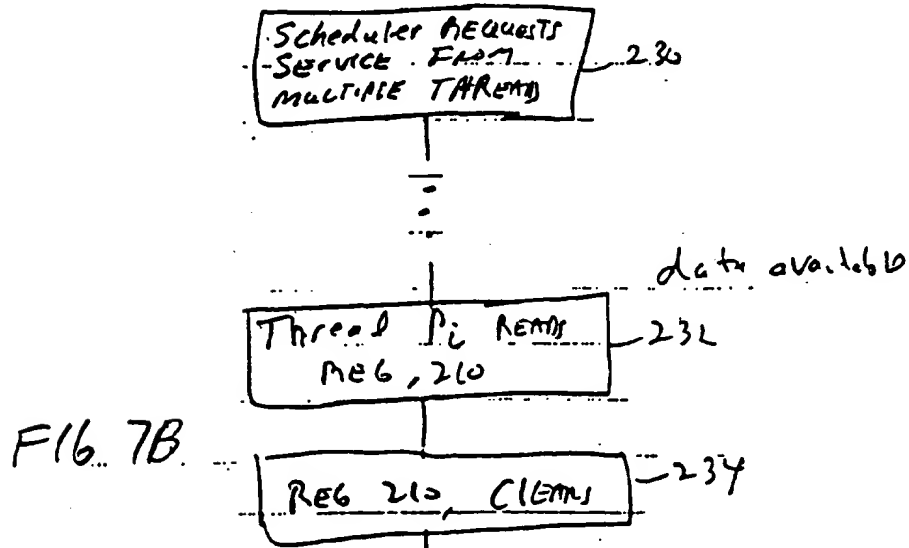 Scheduler REQUESTS
SERVICE FROM
MULTIPLE THREADS
230
data available
Thread Pi READS
REG, 210
232
FIG. 7B.
REG 210, CLEARS
234